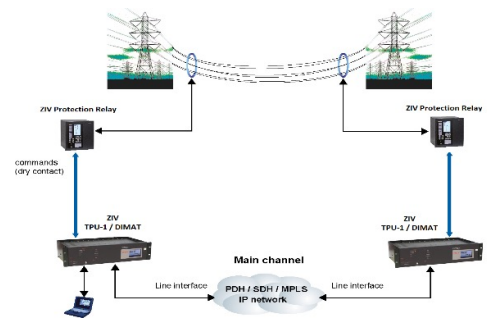 ZIV Protection Relay
ZIV Protection Relay
commands
(dry contact)
ZIV
TPU-1 / DIMAT
ZIV
TPU-1 / DIMAT
Main channel
Line interface
PDH / SDH / MPLS
IP network
Line interface